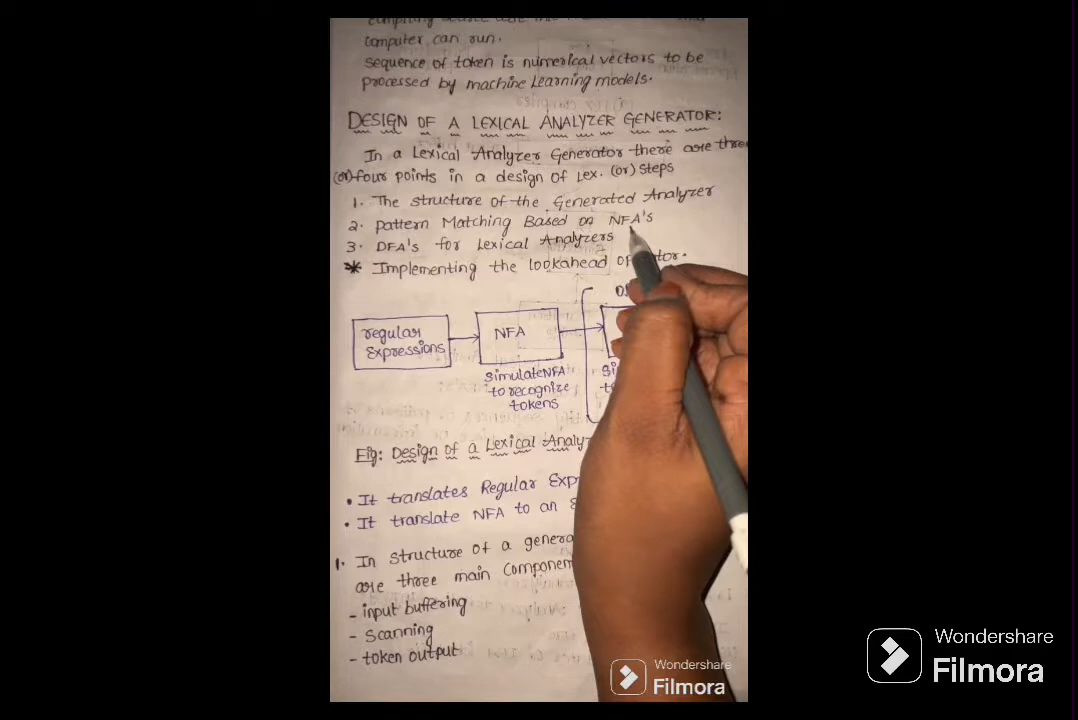 computer can run.
sequence of token is numerical vectors to be
processed by machine Learning models.
DESIGN OF A LEXICAL ANALYZER GENERATOR:
In a Lexical Analyzer Generator there are three
(or) four points in a design of Lex. (or) steps
1. The structure of the Generated Analyzer
2. pattern Matching Based on NFA's
3. DFA's for Lexical Analyzers
* Implementing the lookahead op tor.
regular
Expressions
NFA
simulate NFA
to recognize
tokens
Fig: Design of a Lexical Analyz
• It translates Regular Exp
• It translate NFA to an
1. In structure of a genera
are three main componen
- input buffering
- Scanning
- token output
Wondershare
Filmora
Wondershare
Filmora